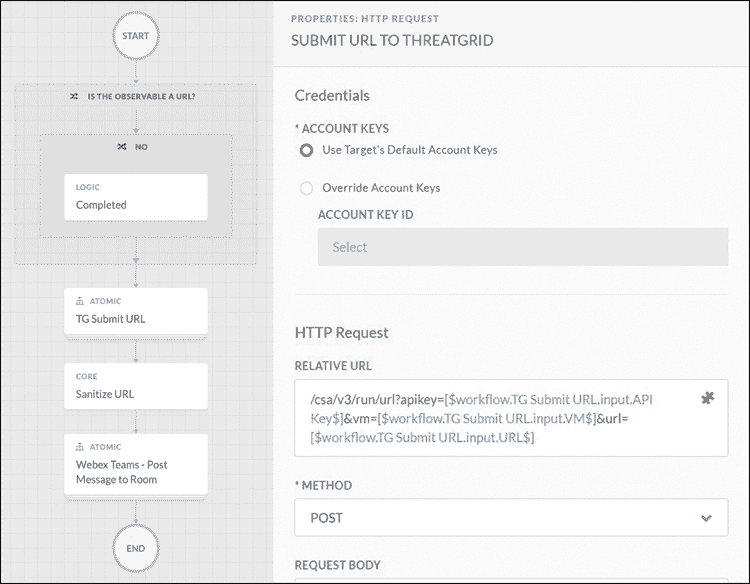 START
IS THE OBSERVABLE A URL?
NO
LOGIC
Completed
ATOMIC
TG Submit URL
CORE
Sanitize URL
ATOMIC
Webex Teams - Post
Message to Room
END
PROPERTIES: HTTP REQUEST
SUBMIT URL TO THREATGRID
Credentials
* ACCOUNT KEYS
Use Target's Default Account Keys
Override Account Keys
ACCOUNT KEY ID
Select
HTTP Request
RELATIVE URL
/csa/v3/run/url?apikey=[$workflow.TG Submit URL.input.API
Key$]&vm=[$workflow.TG Submit URL.input.VM$]&url=
[$workflow.TG Submit URL.input.URL$]
* METHOD
POST
REQUEST BODY